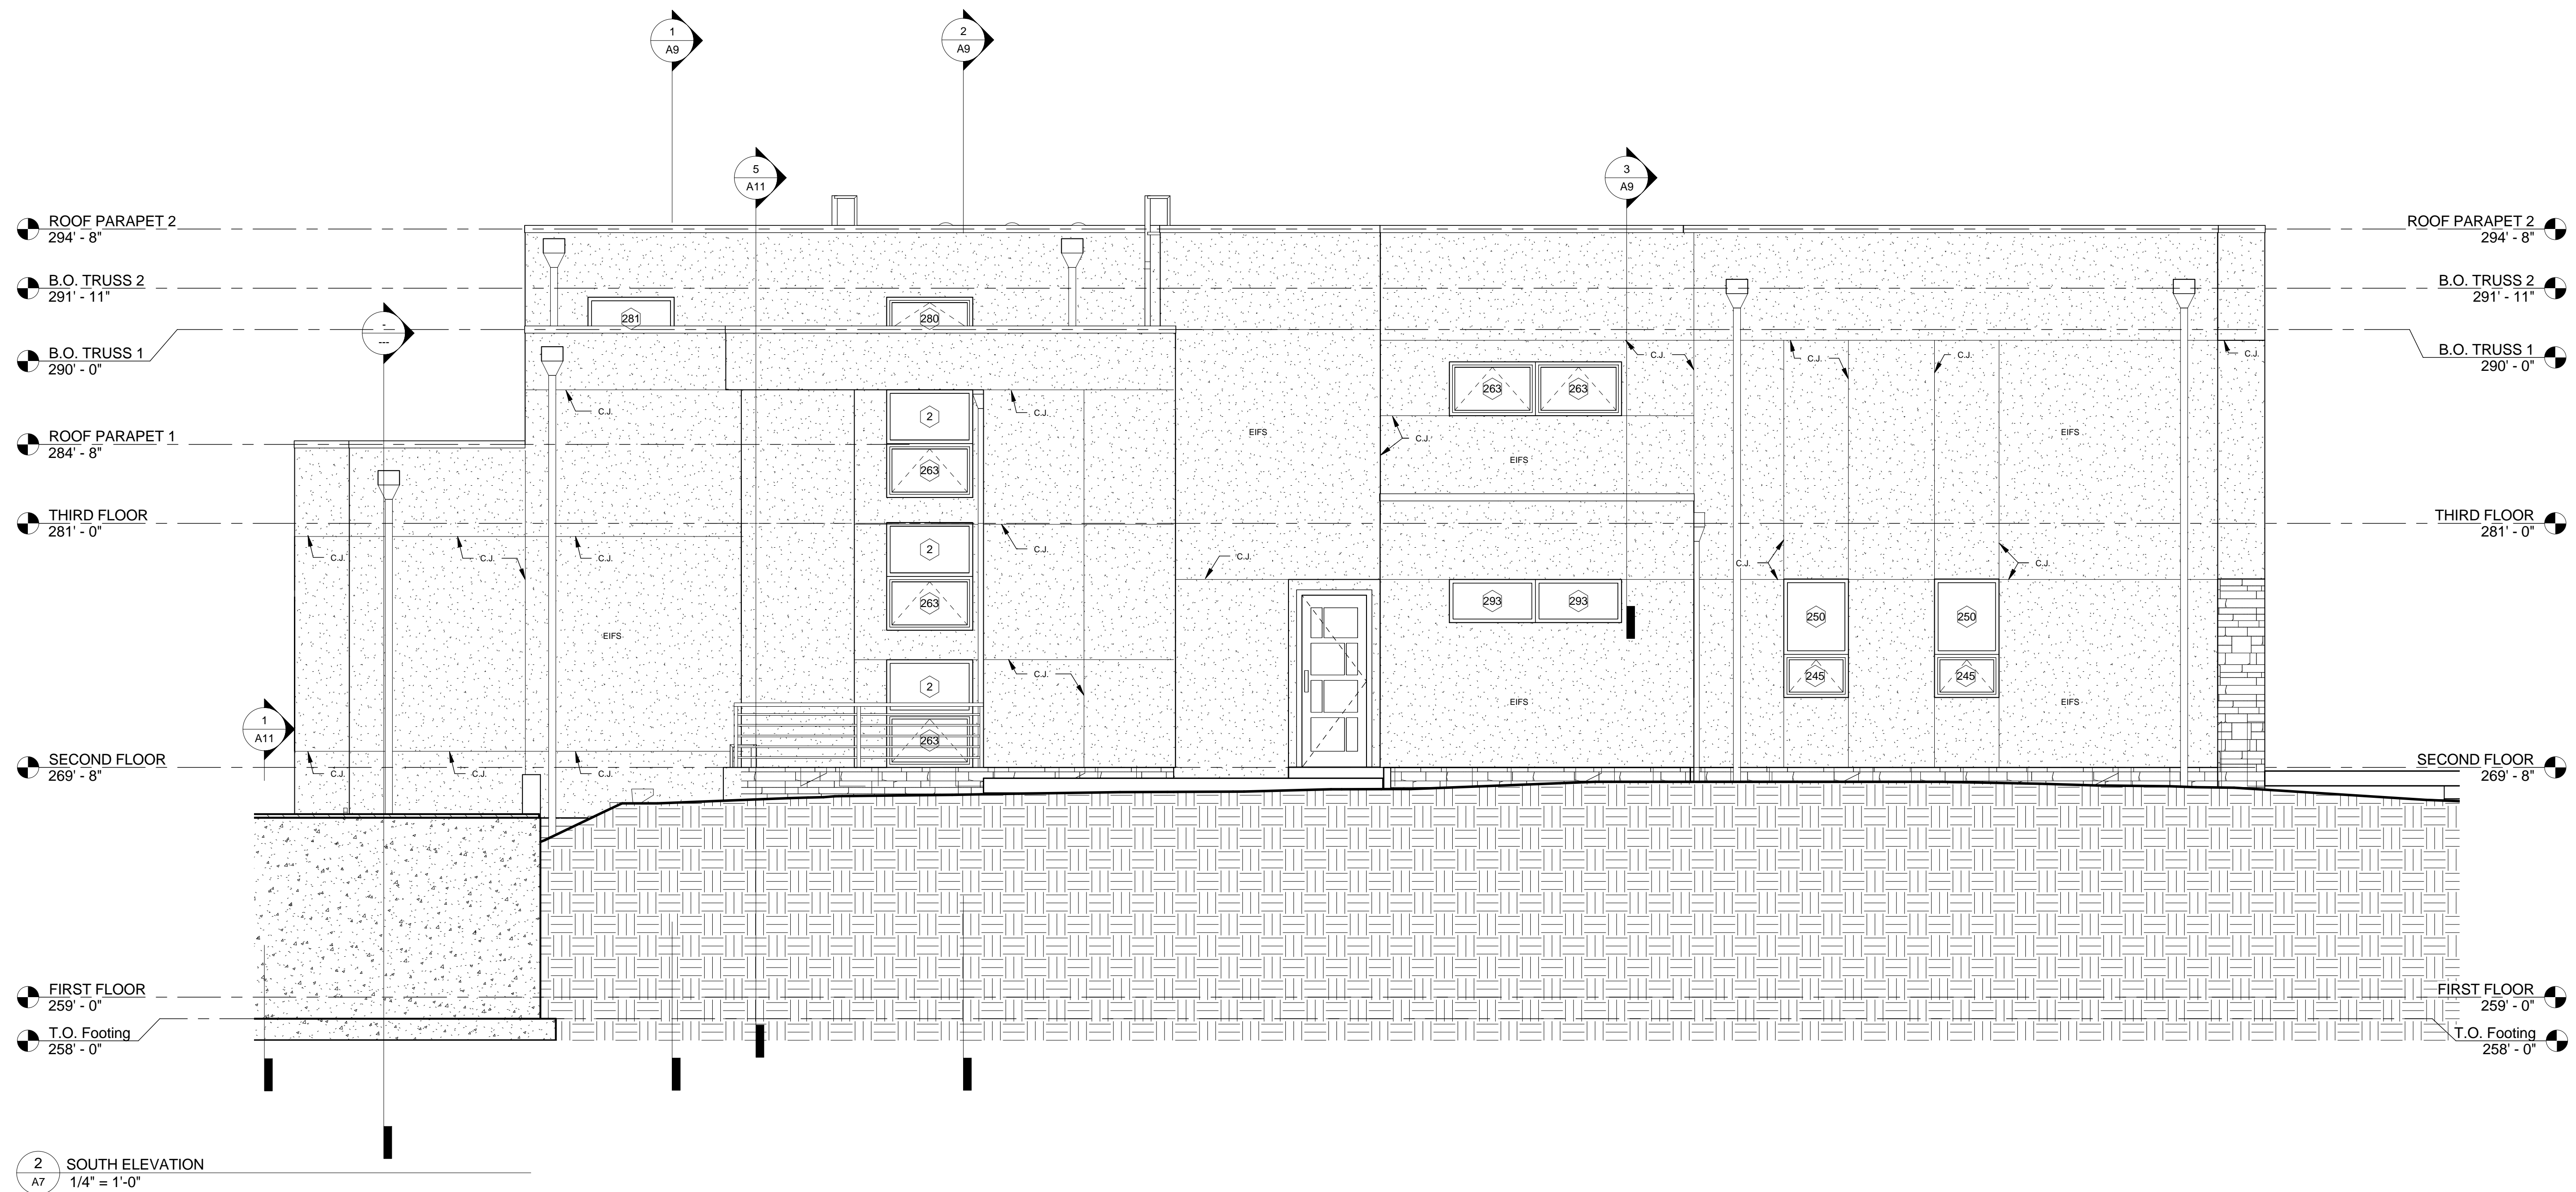 1
A9
2
A9
5
A11
3
A9
ROOF PARAPET 2
294' - 8"
ROOF PARAPET 2
294' - 8"
B.O. TRUSS 2
291' - 11"
B.O. TRUSS 2
291' - 11"
281
280
-
---
B.O. TRUSS 1
290' - 0"
C.J.
C.J.
C.J.
C.J.
B.O. TRUSS 1
290' - 0"
263
263
C.J.
2
C.J.
ROOF PARAPET 1
284' - 8"
EIFS
C.J.
EIFS
EIFS
263
THIRD FLOOR
281' - 0"
THIRD FLOOR
281' - 0"
C.J.
C.J.
C.J.
2
C.J.
C.J.
C.J.
C.J.
263
293
293
250
250
EIFS
C.J.
245
245
2
EIFS
EIFS
1
A11
263
SECOND FLOOR
269' - 8"
C.J.
C.J.
C.J.
SECOND FLOOR
269' - 8"
FIRST FLOOR
259' - 0"
FIRST FLOOR
259' - 0"
T.O. Footing
258' - 0"
T.O. Footing
258' - 0"
2
A7
SOUTH ELEVATION
1/4" = 1'-0"